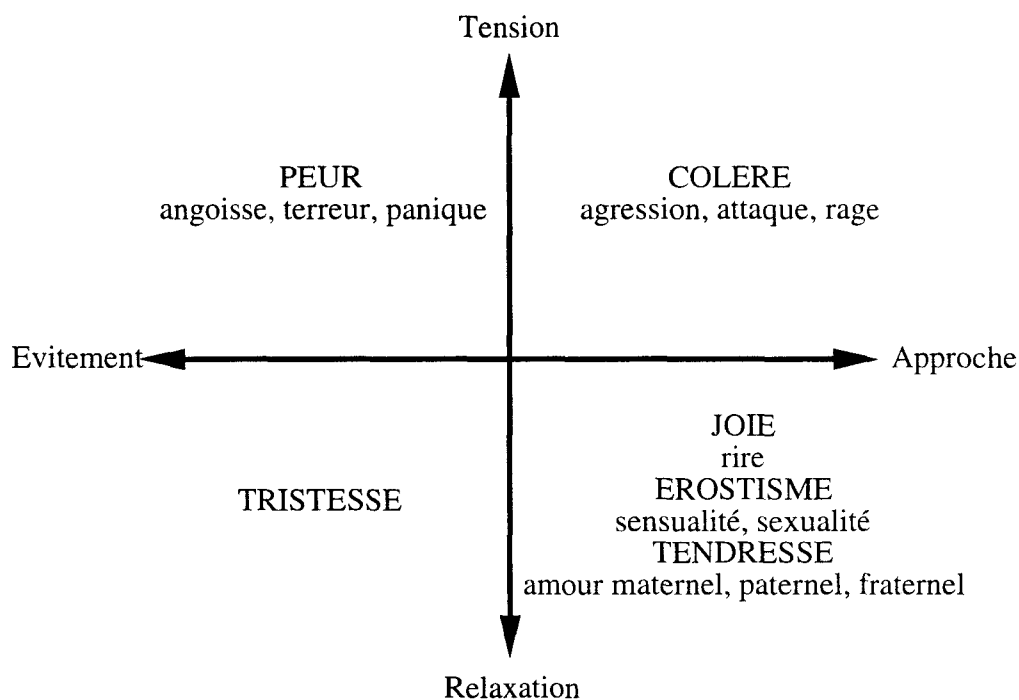 Tension
PEUR
angoisse, terreur, panique
COLERE
agression, attaque, rage
Evitement
Approche
TRISTESSE
JOIE
rire
EROSTISME
sensualité, sexualité
TENDRESSE
amour maternel, paternel, fraternel
Relaxation